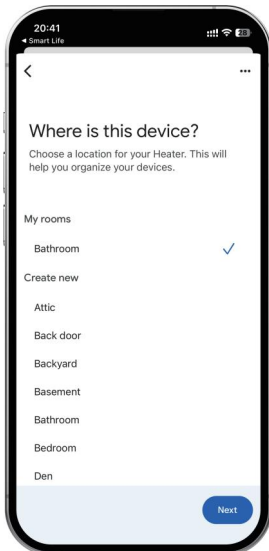 20:41
28
◀ Smart Life
Where is this device?
Choose a location for your Heater. This will
help you organize your devices.
My rooms
Bathroom
Create new
Attic
Back door
Backyard
Basement
Bathroom
Bedroom
Den
Next